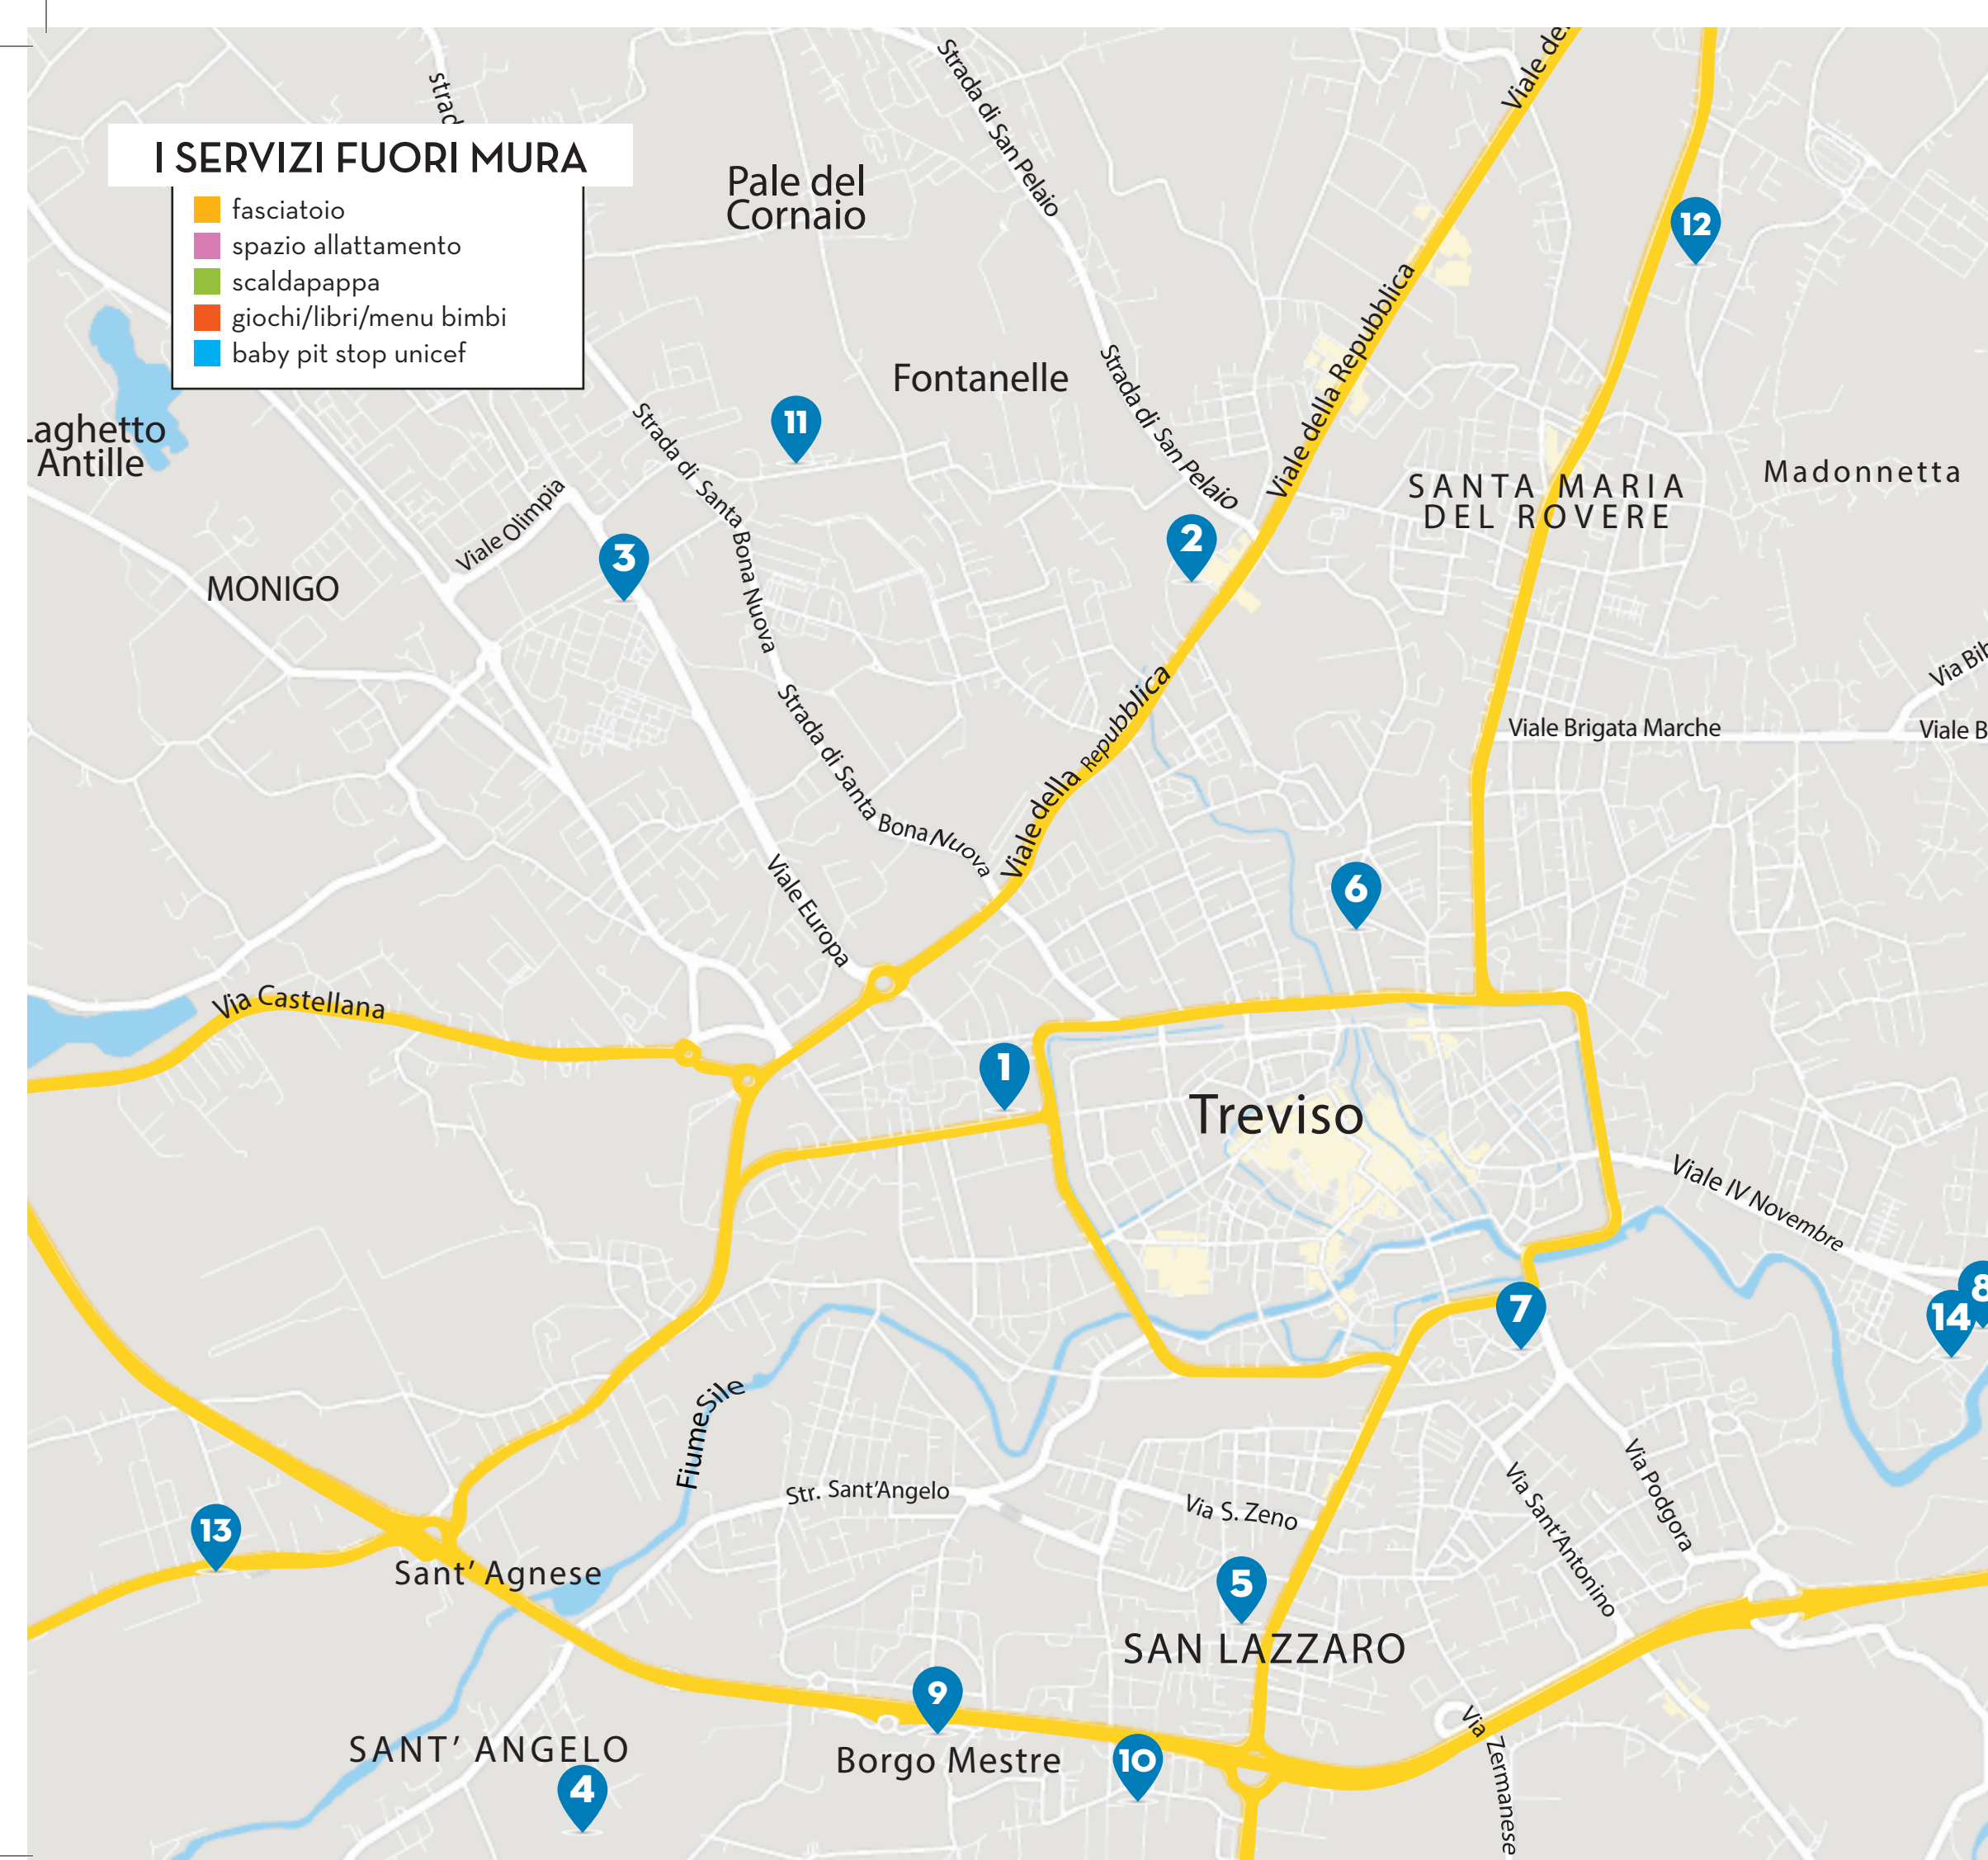 strad
Strada di San Pelaio
Viale della Repubblica
I SERVIZI FUORI MURA
fasciatoio
spazio allattamento
scaldapappa
giochi/libri/menu bimbi
baby pit stop unicef
Pale del
Cornaio
12
Fontanelle
Strada di San Pelaio
Viale della Repubblica
11
Laghetto
Antille
Strada di Santa Bona Nuova
Viale Olimpia
SANTA MARIA
DEL ROVERE
Madonnetta
2
3
MONIGO
Strada di Santa Bona Nuova
Viale Brigata Marche
Viale B
Viale Europa
6
Via Castellana
1
Treviso
Viale IV Novembre
8
14
7
Fiume Sile
Str. Sant'Angelo
Via S. Zeno
Via Sant'Antonino
Via Podgora
13
Sant' Agnese
5
SAN LAZZARO
9
Borgo Mestre
10
SANT' ANGELO
4
Via Zermanese